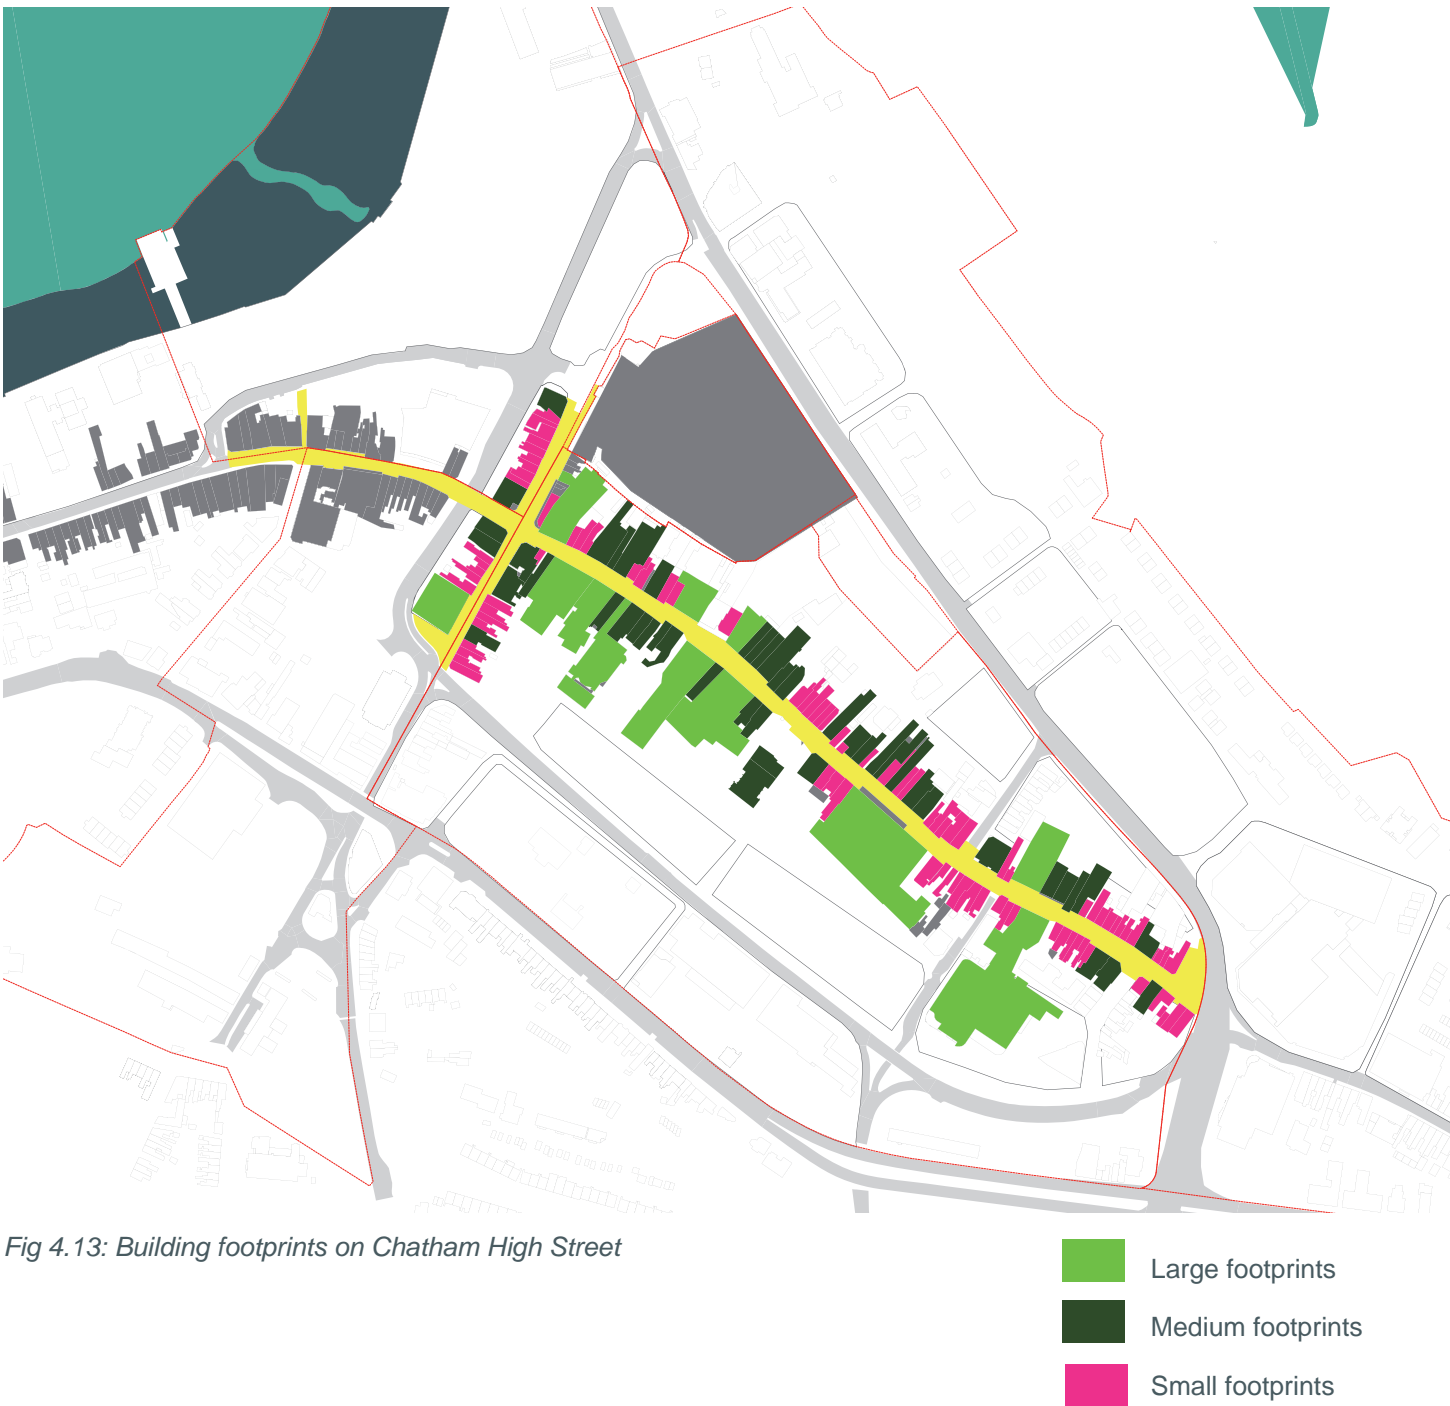 Fig 4.13: Building footprints on Chatham High Street
Large footprints
Medium footprints
Small footprints